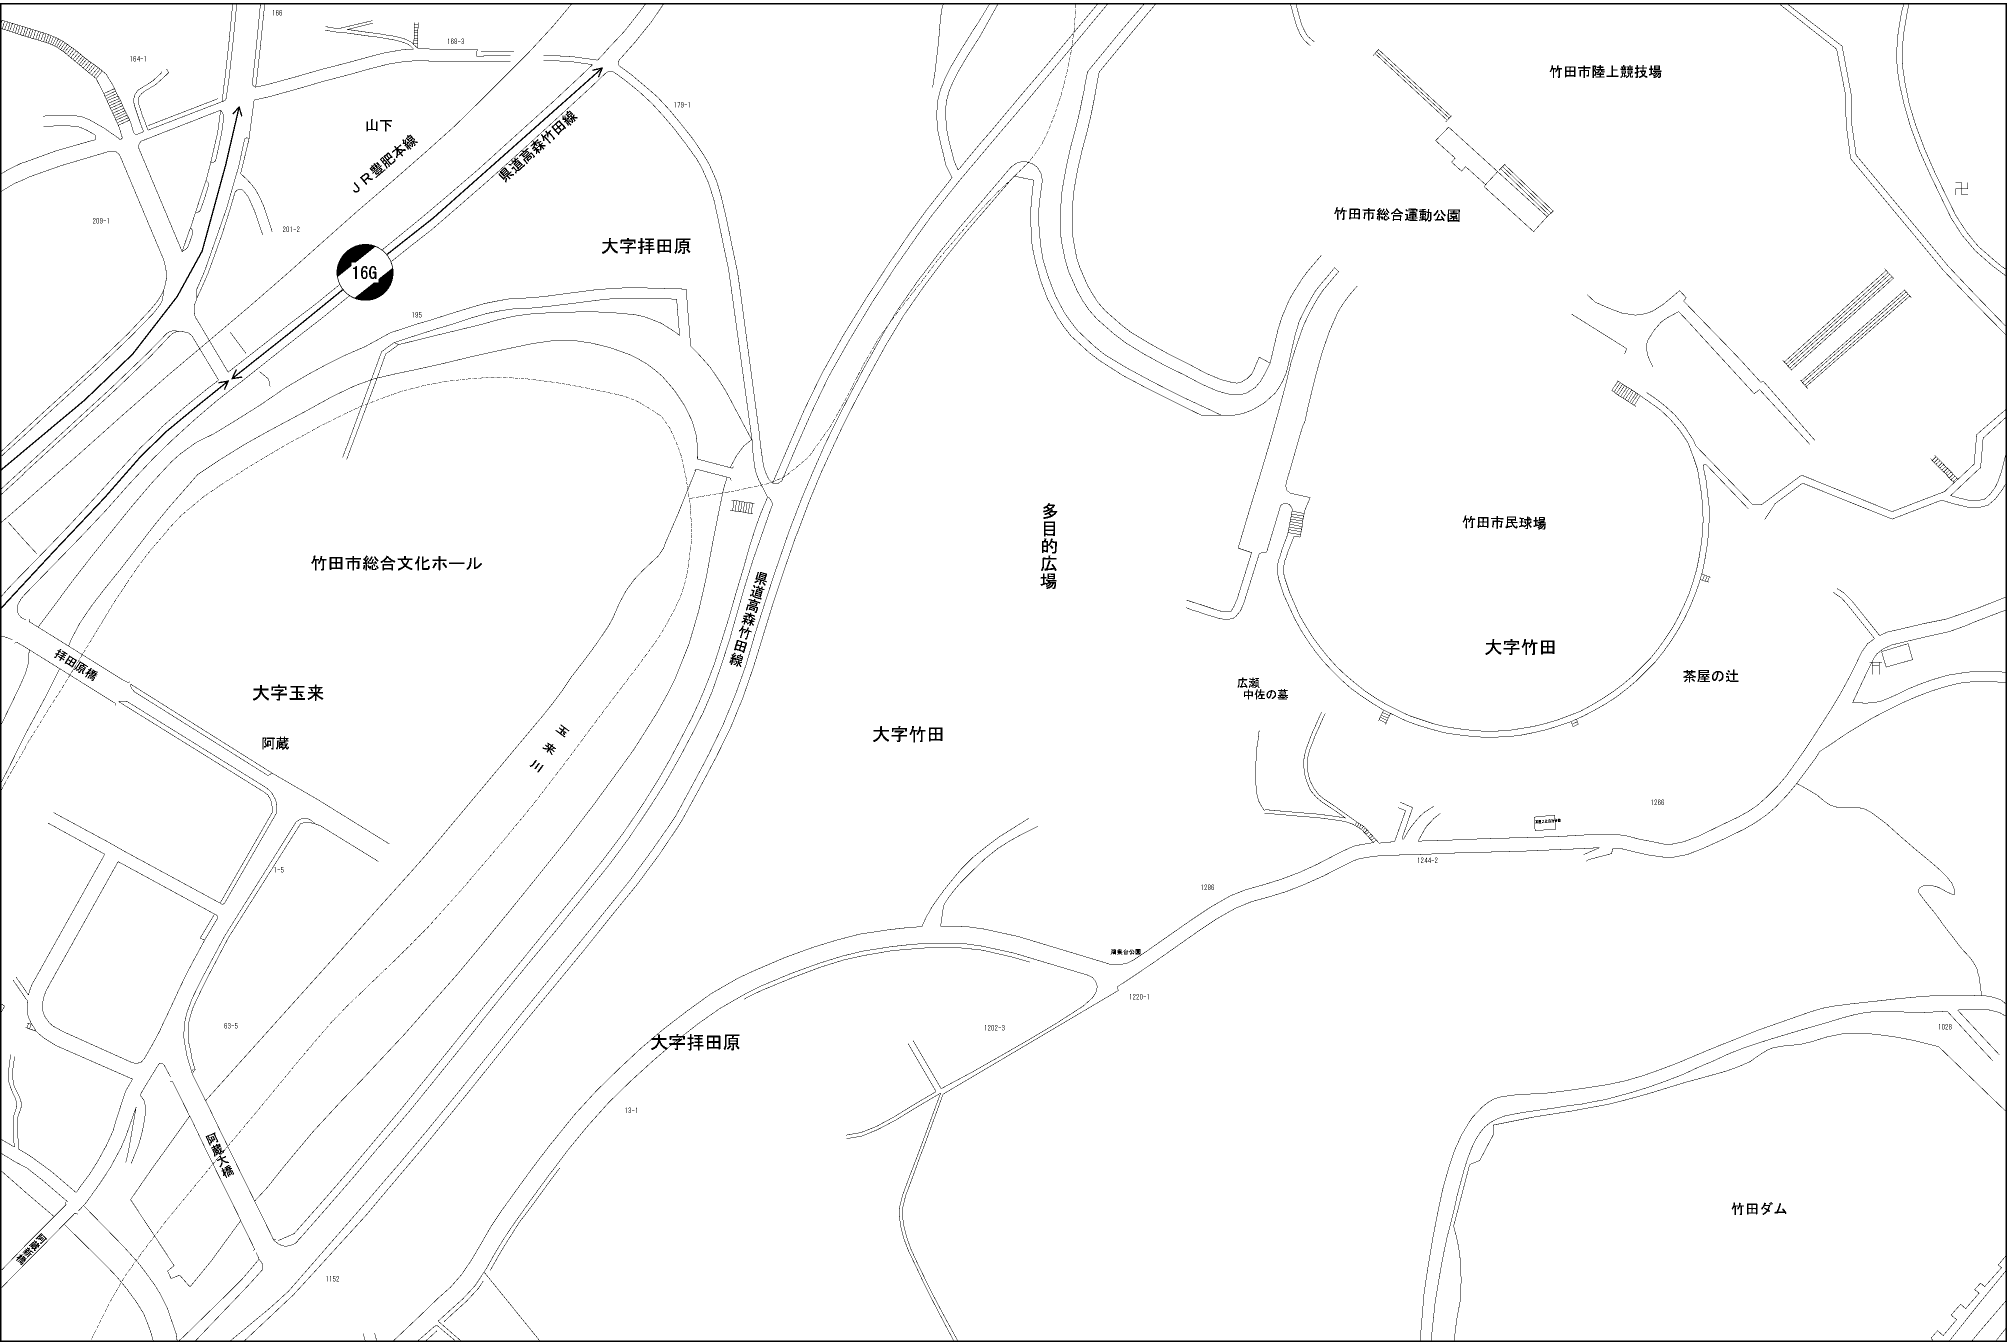 166
168-3
164-1
竹田市陸上競技場
179-1
山下
県道高森竹田線
JR豊肥本線
209-1
201-2
竹田市総合運動公園
大字拝田原
16G
195
多目的広場
竹田市民球場
竹田市総合文化ホール
県道高森竹田線
大字竹田
拝田原橋
茶屋の辻
広瀬
中佐の墓
大字玉来
大字竹田
阿蔵
玉来川
1266
1244-2
1-5
1286
1220-1
63-5
1202-3
1028
大字拝田原
13-1
阿蔵大橋
竹田ダム
1152